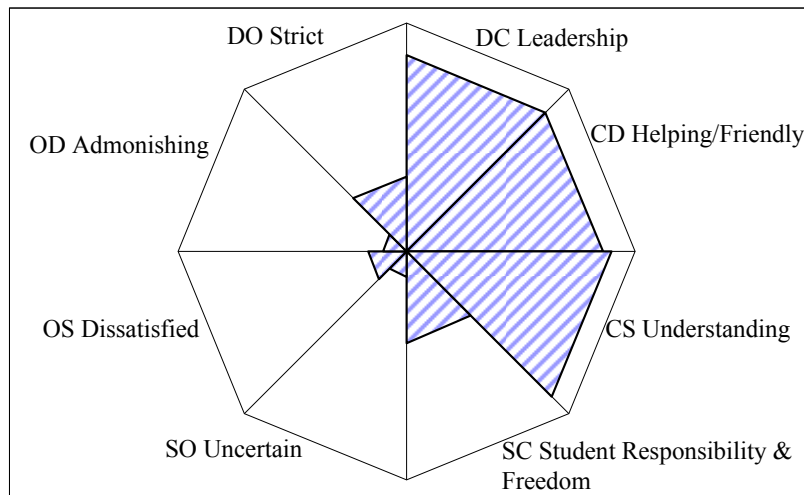 DO Strict
DC Leadership
OD Admonishing
CD Helping/Friendly
OS Dissatisfied
CS Understanding
SO Uncertain
SC Student Responsibility &
Freedom